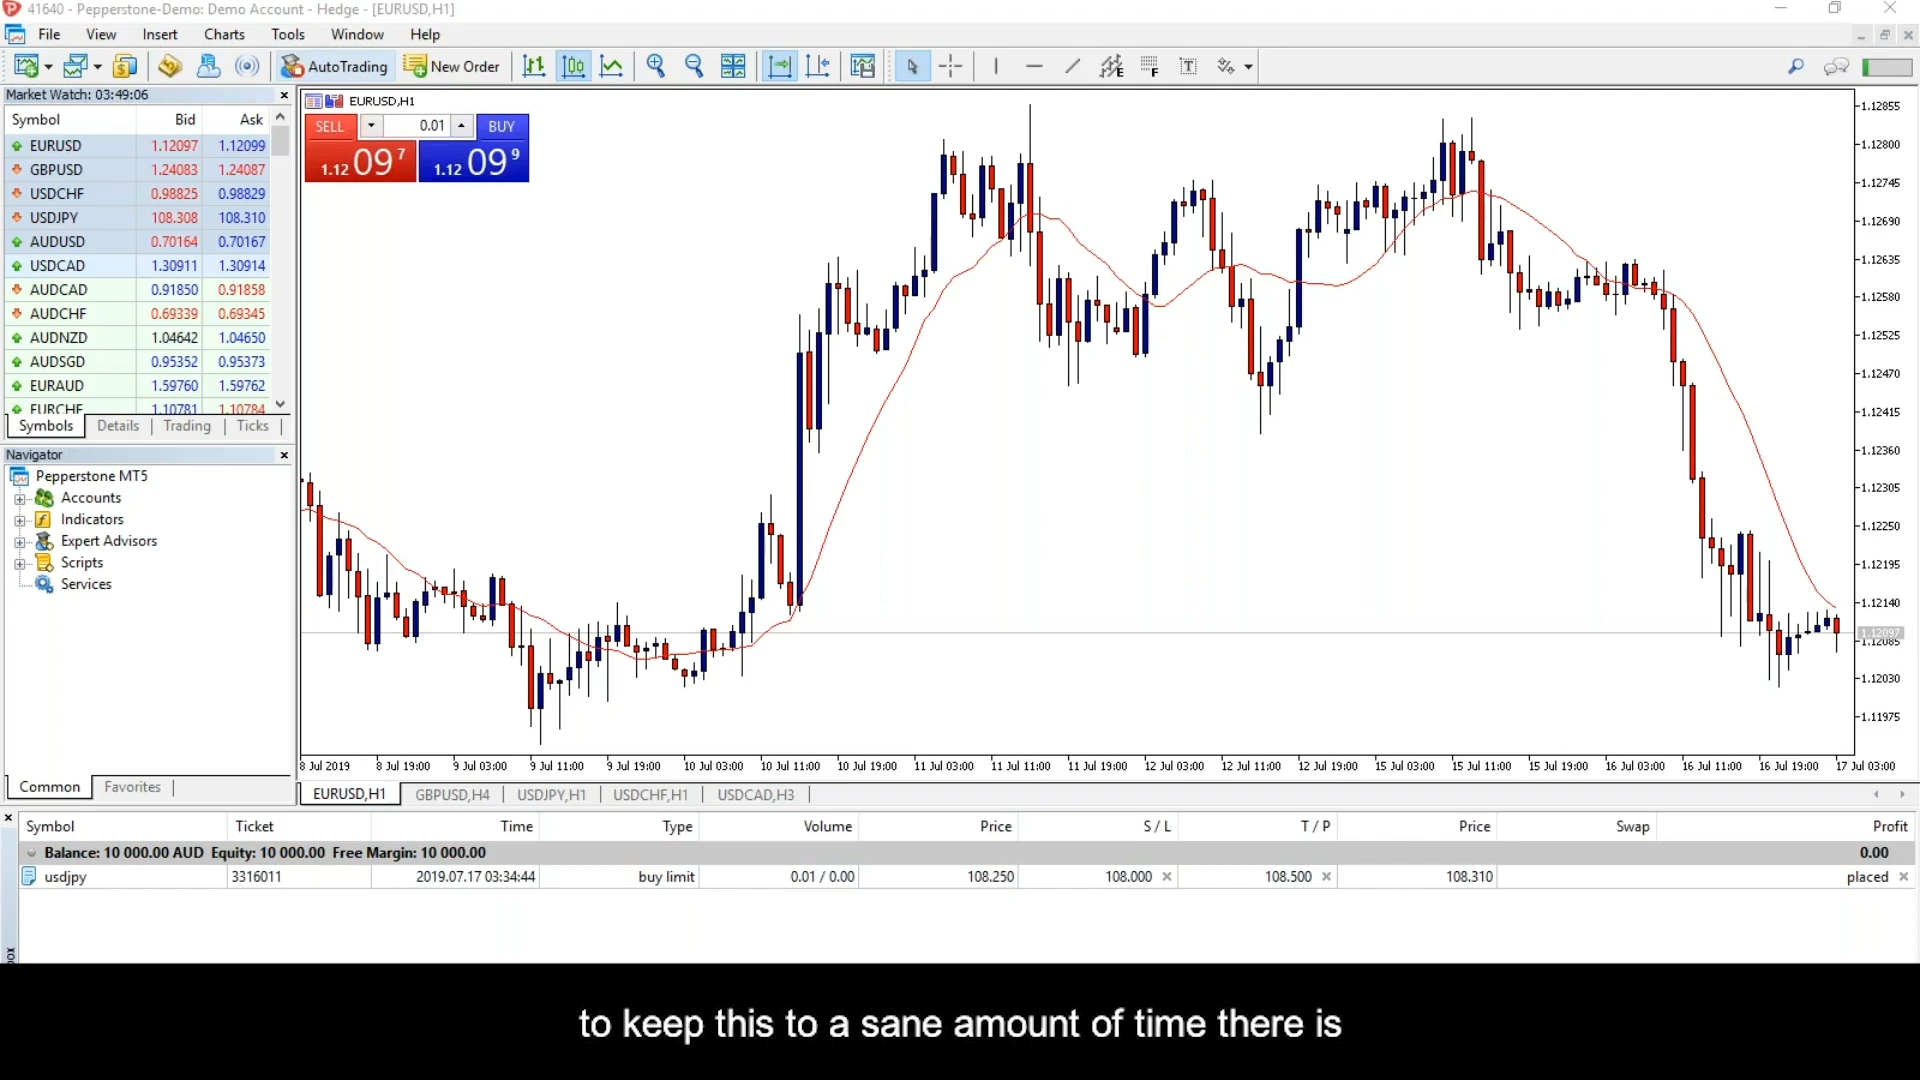 41640 - Pepperstone-Demo: Demo Account - Hedge - [EURUSD,H1]
File View Insert Charts Tools Window Help
AutoTrading New Order E F T
Market Watch: 03:49:06
Symbol Bid Ask
EURUSD 1.12097 1.12099
GBPUSD 1.24083 1.24087
USDCHF 0.98825 0.98829
USDJPY 108.308 108.310
AUDUSD 0.70164 0.70167
USDCAD 1.30911 1.30914
AUDCAD 0.91850 0.91858
AUDCHF 0.69339 0.69345
AUDNZD 1.04642 1.04650
AUDSGD 0.95352 0.95373
EURAUD 1.59760 1.59762
EURCHF 1.10781 1.10784
Symbols Details Trading Ticks
Navigator
Pepperstone MT5
Accounts
Indicators
Expert Advisors
Scripts
Services
Common Favorites
EURUSD,H1
SELL 0.01 BUY
1.12 09 7 1.12 09 9
1.12855
1.12800
1.12745
1.12690
1.12635
1.12580
1.12525
1.12470
1.12415
1.12360
1.12305
1.12250
1.12195
1.12140
1.12097
1.12085
1.12030
1.11975
8 Jul 2019 8 Jul 19:00 9 Jul 03:00 9 Jul 11:00 9 Jul 19:00 10 Jul 03:00 10 Jul 11:00 10 Jul 19:00 11 Jul 03:00 11 Jul 11:00 11 Jul 19:00 12 Jul 03:00 12 Jul 11:00 12 Jul 19:00 15 Jul 03:00 15 Jul 11:00 15 Jul 19:00 16 Jul 03:00 16 Jul 11:00 16 Jul 19:00 17 Jul 03:00
EURUSD,H1 GBPUSD,H4 USDJPY,H1 USDCHF,H1 USDCAD,H3
Symbol Ticket Time Type Volume Price S / L T / P Price Swap Profit
Balance: 10 000.00 AUD Equity: 10 000.00 Free Margin: 10 000.00 0.00
usdjpy 3316011 2019.07.17 03:34:44 buy limit 0.01 / 0.00 108.250 108.000 108.500 108.310 placed
to keep this to a sane amount of time there is